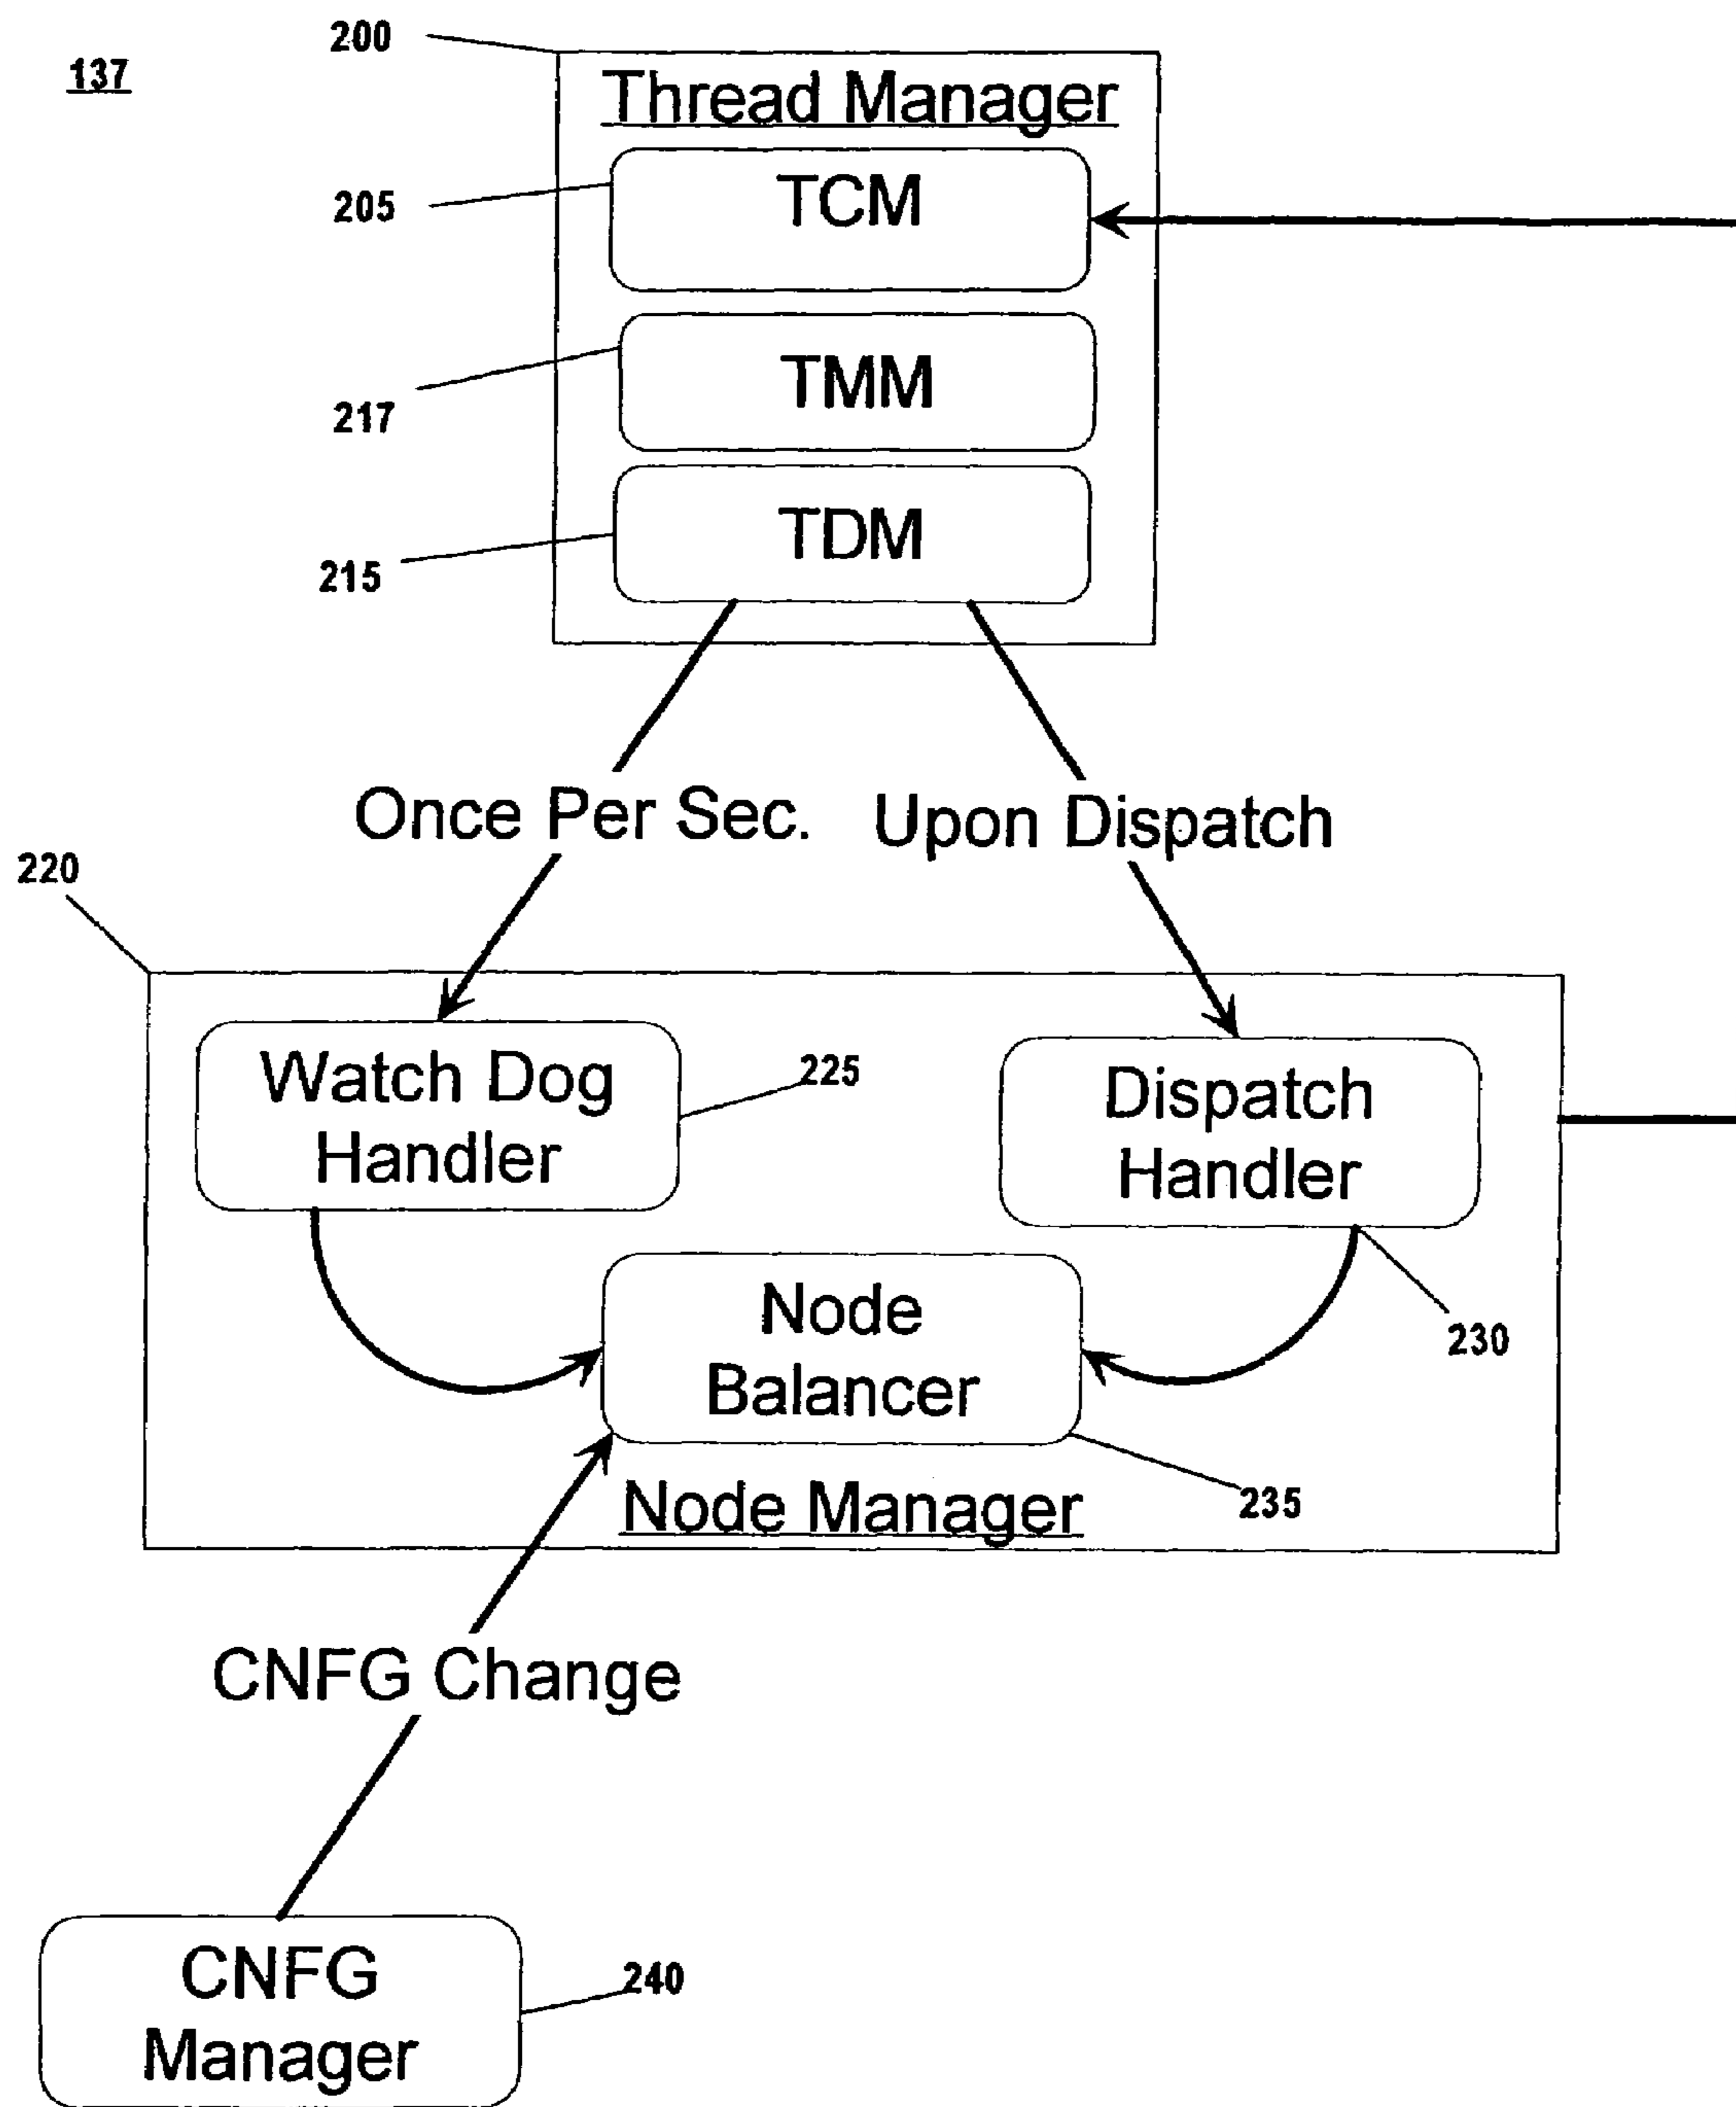 137
200
Thread Manager
TCM
205
TMM
217
TDM
215
Once Per Sec.
Upon Dispatch
220
Watch Dog
Handler
225
Dispatch
Handler
230
Node
Balancer
235
Node Manager
CNFG Change
CNFG
Manager
240